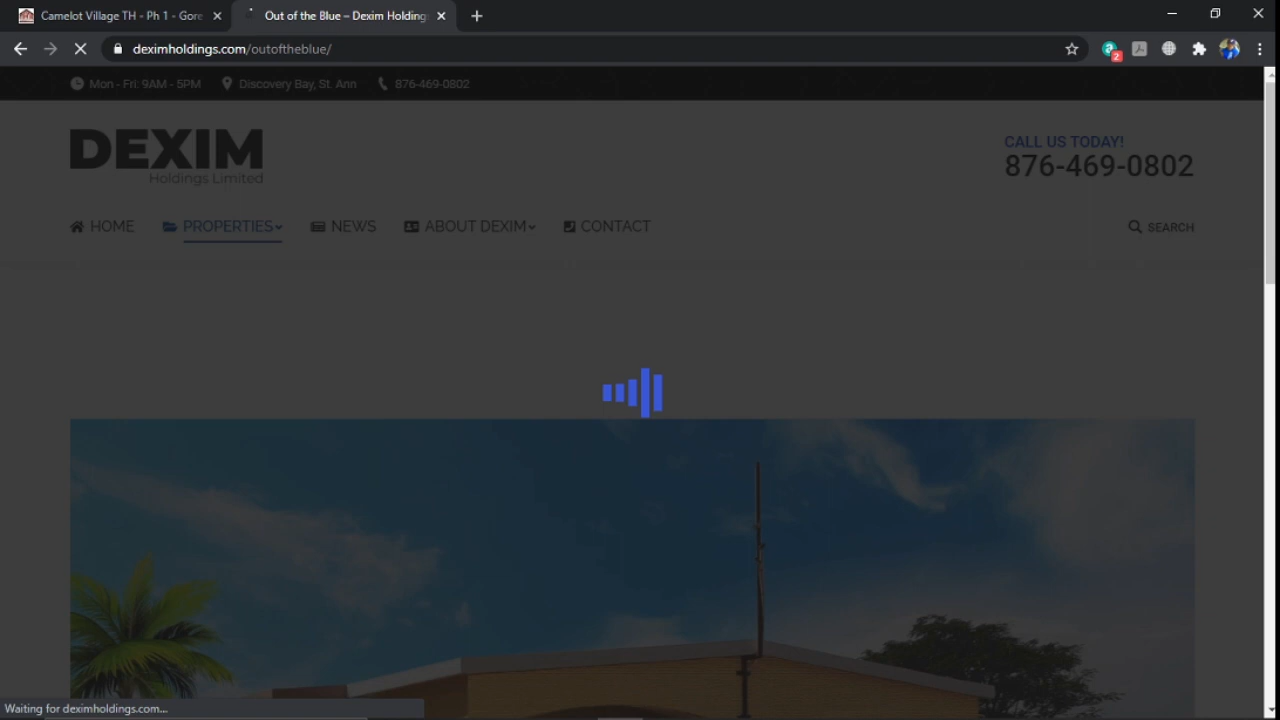 Camelot Village TH - Ph 1 - Gore
Out of the Blue – Dexim Holdings
deximholdings.com/outoftheblue/
2
Mon - Fri: 9AM - 5PM
Discovery Bay, St. Ann
876-469-0802
DEXIM
Holdings Limited
CALL US TODAY!
876-469-0802
HOME
PROPERTIES
NEWS
ABOUT DEXIM
CONTACT
SEARCH
Waiting for deximholdings.com...